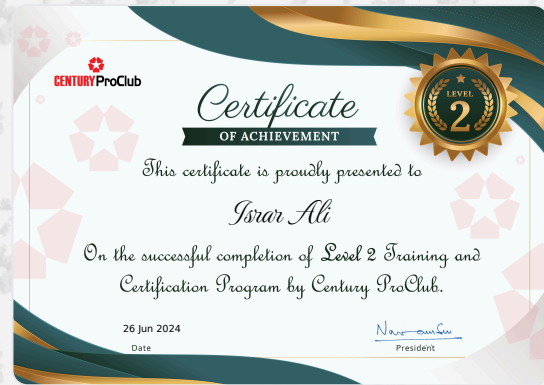 CENTURY ProClub
LEVEL
2
Certificate
OF ACHIEVEMENT
This certificate is proudly presented to
Israr Ali
On the successful completion of Level 2 Training and
Certification Program by Century ProClub.
26 Jun 2024
Date
President